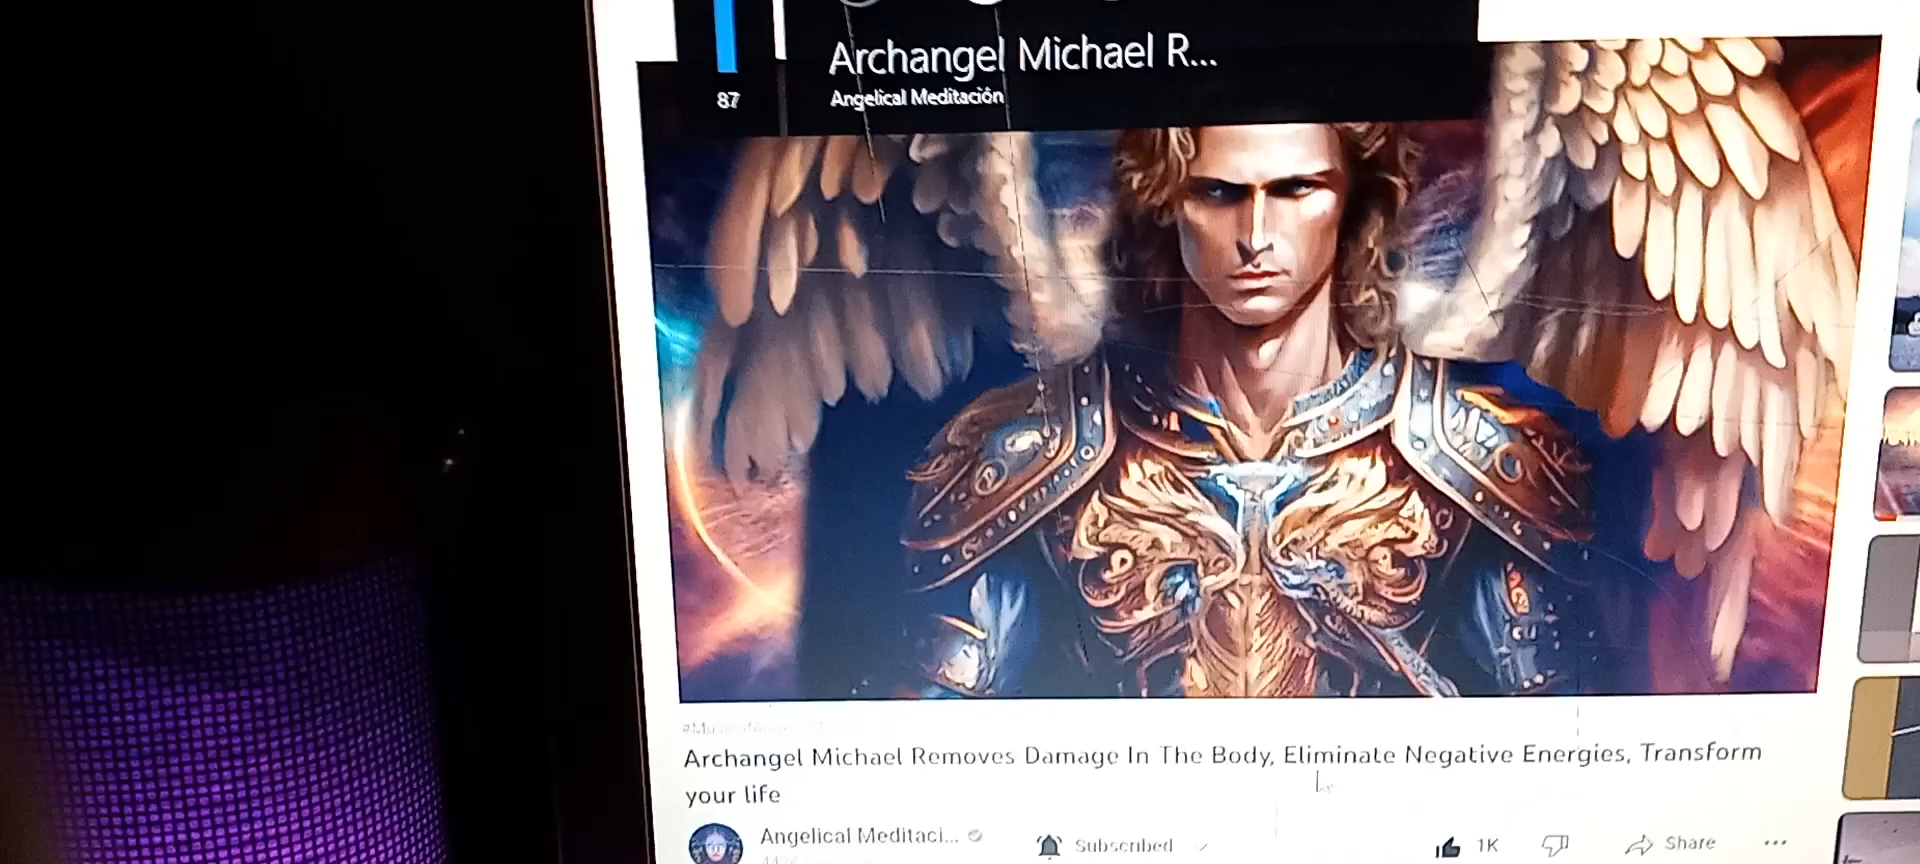 Archangel Michael R...
87
Angelical Meditación
Archangel Michael Removes Damage In The Body, Eliminate Negative Energies, Transform
your life
Angelical Meditaci...
Subscribed
1K
Share